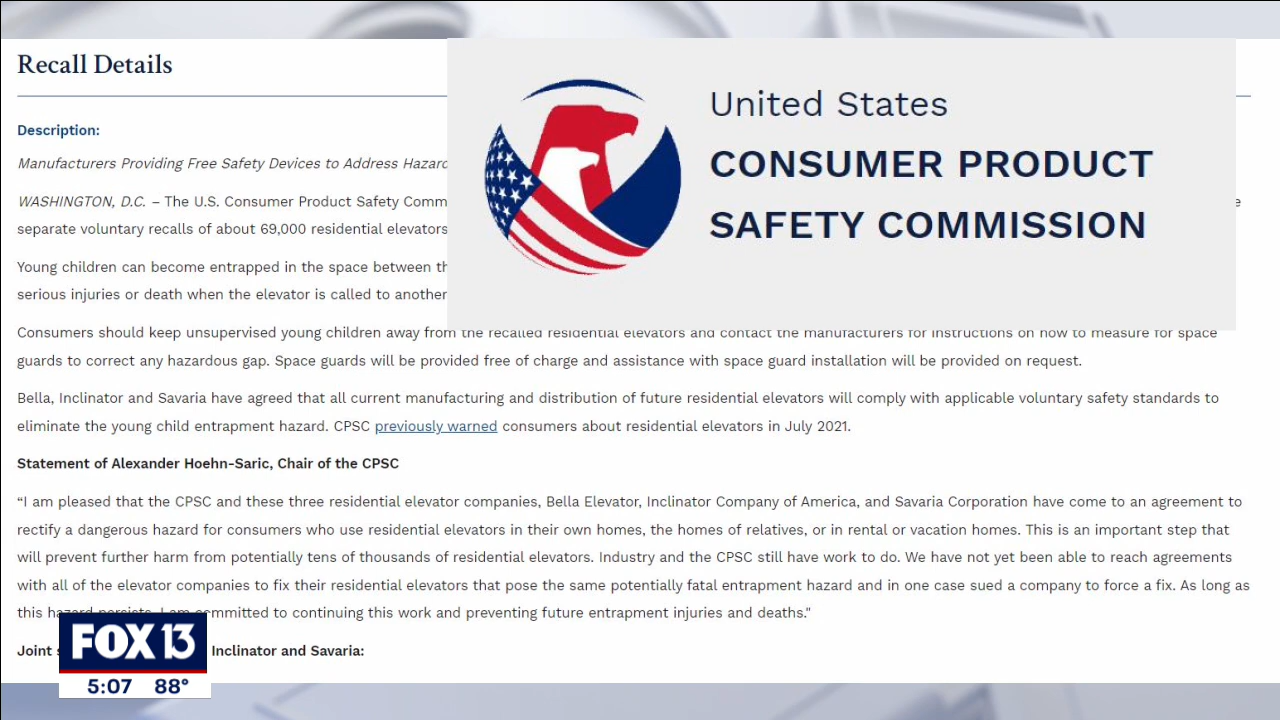 Recall Details
United States
CONSUMER PRODUCT
SAFETY COMMISSION
Description:
Manufacturers Providing Free Safety Devices to Address Hazard
WASHINGTON, D.C. – The U.S. Consumer Product Safety Comm
separate voluntary recalls of about 69,000 residential elevators
Young children can become entrapped in the space between th
serious injuries or death when the elevator is called to another
Consumers should keep unsupervised young children away from the recalled residential elevators and contact the manufacturers for instructions on how to measure for space
guards to correct any hazardous gap. Space guards will be provided free of charge and assistance with space guard installation will be provided on request.
Bella, Inclinator and Savaria have agreed that all current manufacturing and distribution of future residential elevators will comply with applicable voluntary safety standards to
eliminate the young child entrapment hazard. CPSC previously warned consumers about residential elevators in July 2021.
Statement of Alexander Hoehn-Saric, Chair of the CPSC
“I am pleased that the CPSC and these three residential elevator companies, Bella Elevator, Inclinator Company of America, and Savaria Corporation have come to an agreement to
rectify a dangerous hazard for consumers who use residential elevators in their own homes, the homes of relatives, or in rental or vacation homes. This is an important step that
will prevent further harm from potentially tens of thousands of residential elevators. Industry and the CPSC still have work to do. We have not yet been able to reach agreements
with all of the elevator companies to fix their residential elevators that pose the same potentially fatal entrapment hazard and in one case sued a company to force a fix. As long as
this hazard persists, I am committed to continuing this work and preventing future entrapment injuries and deaths."
Joint Inclinator and Savaria:
FOX 13
5:07 88°